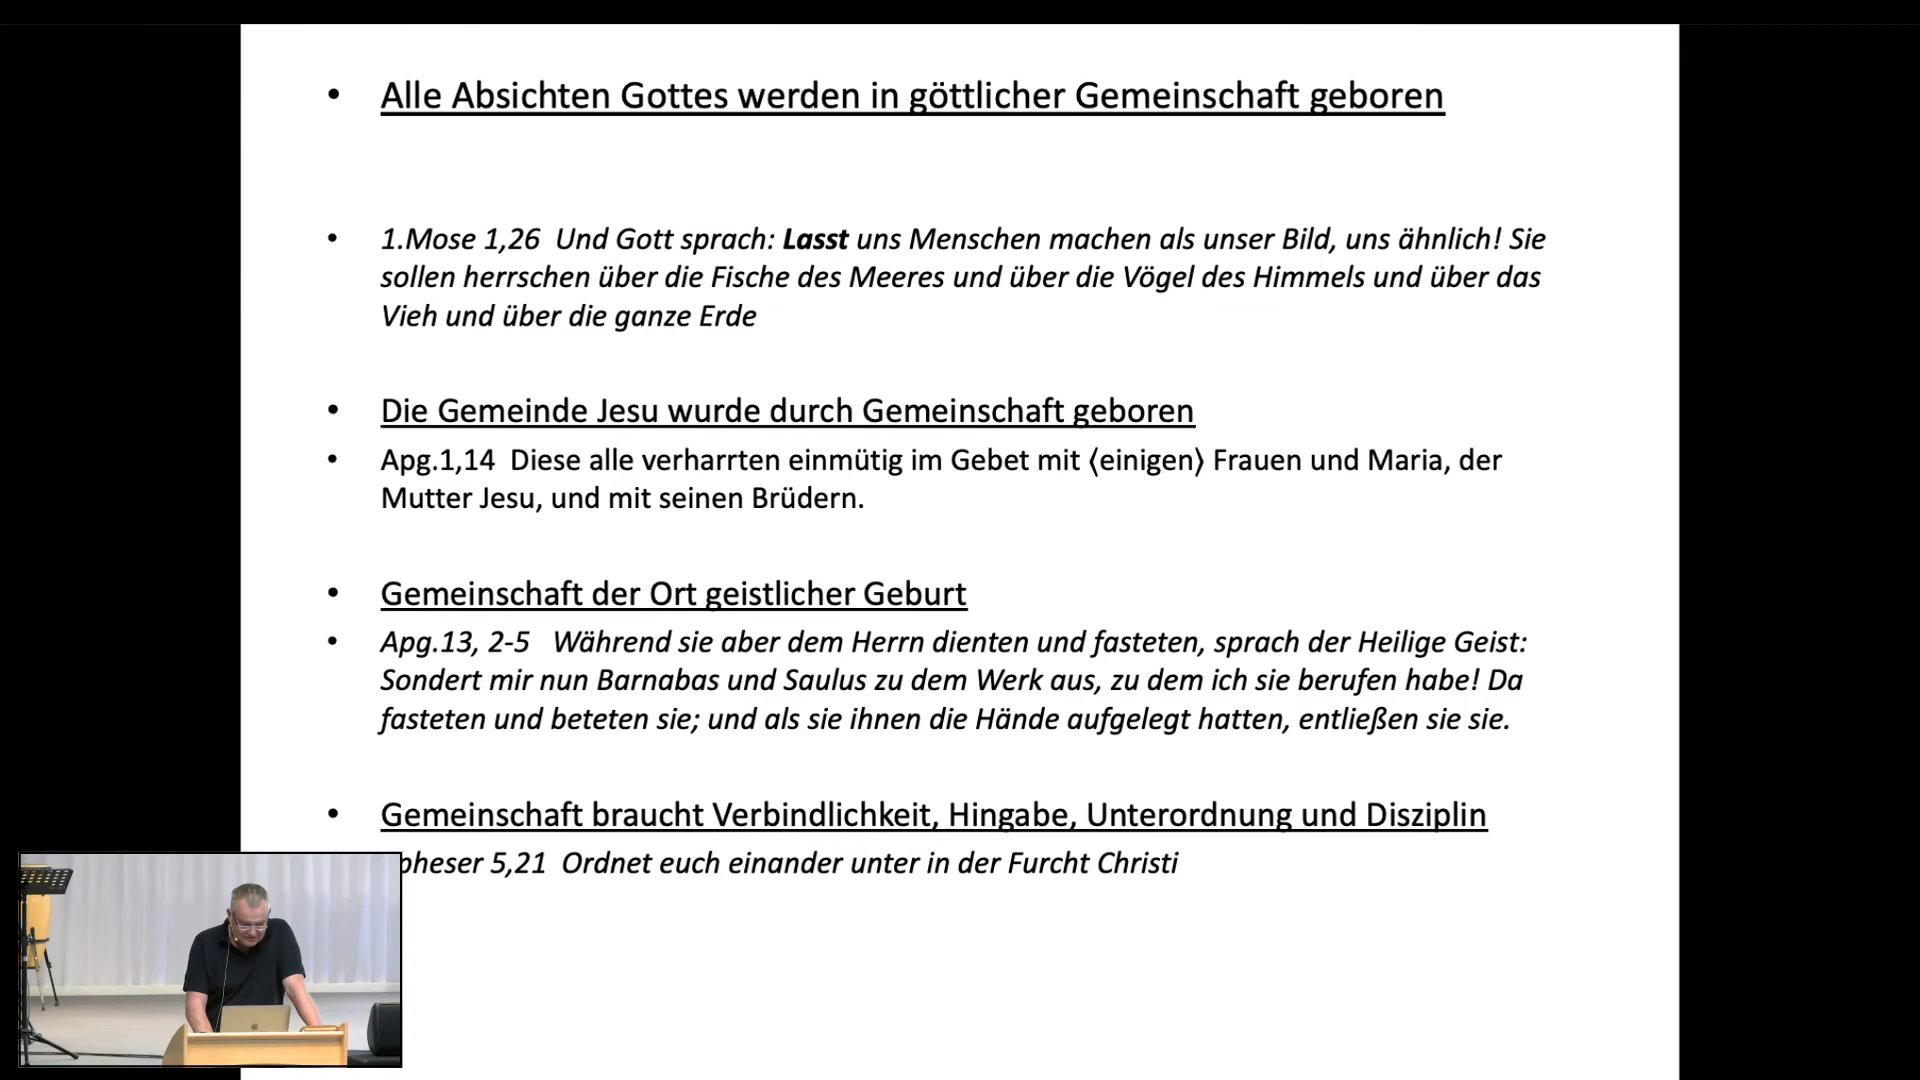 • Alle Absichten Gottes werden in göttlicher Gemeinschaft geboren
• 1.Mose 1,26 Und Gott sprach: Lasst uns Menschen machen als unser Bild, uns ähnlich! Sie
sollen herrschen über die Fische des Meeres und über die Vögel des Himmels und über das
Vieh und über die ganze Erde
• Die Gemeinde Jesu wurde durch Gemeinschaft geboren
• Apg.1,14 Diese alle verharrten einmütig im Gebet mit ⟨einigen⟩ Frauen und Maria, der
Mutter Jesu, und mit seinen Brüdern.
• Gemeinschaft der Ort geistlicher Geburt
• Apg.13, 2-5 Während sie aber dem Herrn dienten und fasteten, sprach der Heilige Geist:
Sondert mir nun Barnabas und Saulus zu dem Werk aus, zu dem ich sie berufen habe! Da
fasteten und beteten sie; und als sie ihnen die Hände aufgelegt hatten, entließen sie sie.
• Gemeinschaft braucht Verbindlichkeit, Hingabe, Unterordnung und Disziplin
pheser 5,21 Ordnet euch einander unter in der Furcht Christi